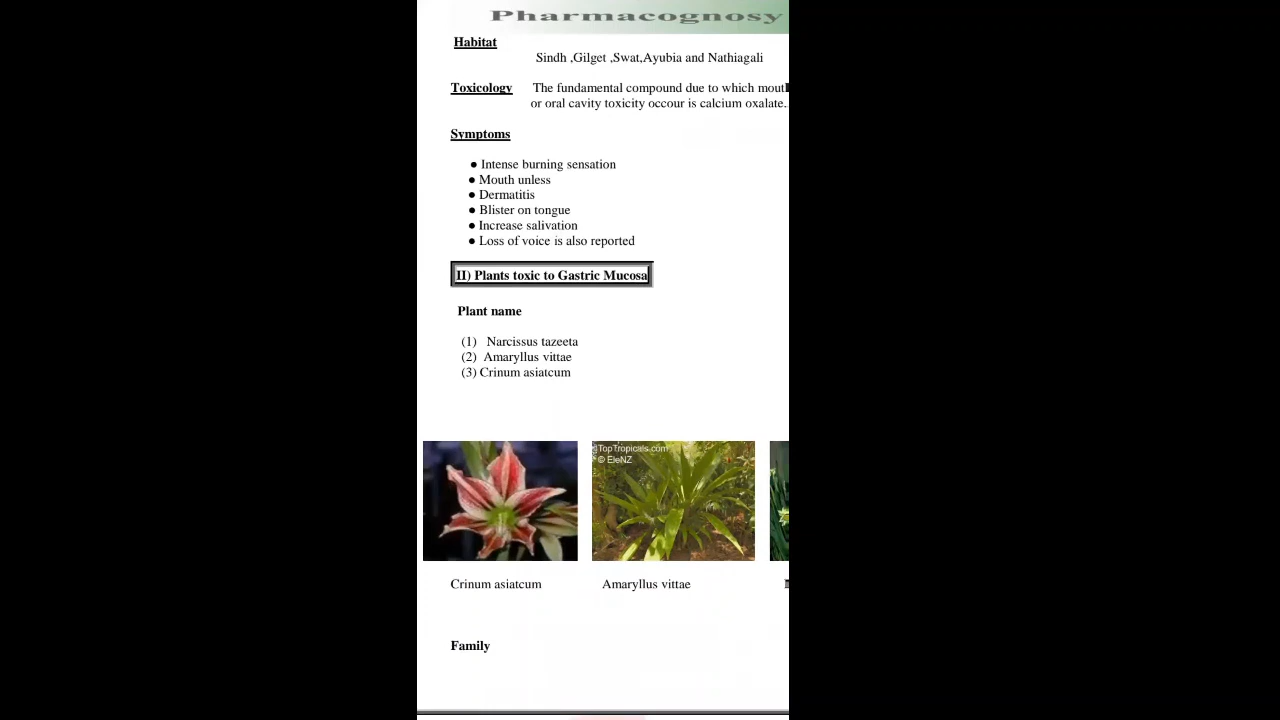 Pharmacognosy
Habitat
Sindh ,Gilget ,Swat,Ayubia and Nathiagali
Toxicology The fundamental compound due to which mout
or oral cavity toxicity occour is calcium oxalate..
Symptoms
● Intense burning sensation
● Mouth unless
● Dermatitis
● Blister on tongue
● Increase salivation
● Loss of voice is also reported
II) Plants toxic to Gastric Mucosa
Plant name
(1) Narcissus tazeeta
(2) Amaryllus vittae
(3) Crinum asiatcum
©TopTropicals.com
© EleNZ
Crinum asiatcum Amaryllus vittae
Family